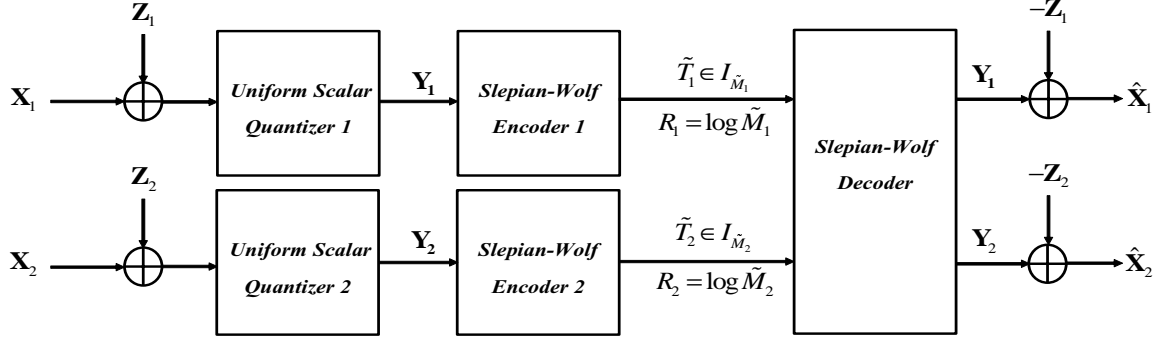 Z₁
−Z₁
X₁
Uniform Scalar
Quantizer 1
Y₁
Slepian-Wolf
Encoder 1
T̃₁ ∈ I_M̃₁
R₁ = log M̃₁
Y₁
X̂₁
Slepian-Wolf
Decoder
Z₂
−Z₂
X₂
Uniform Scalar
Quantizer 2
Y₂
Slepian-Wolf
Encoder 2
T̃₂ ∈ I_M̃₂
R₂ = log M̃₂
Y₂
X̂₂